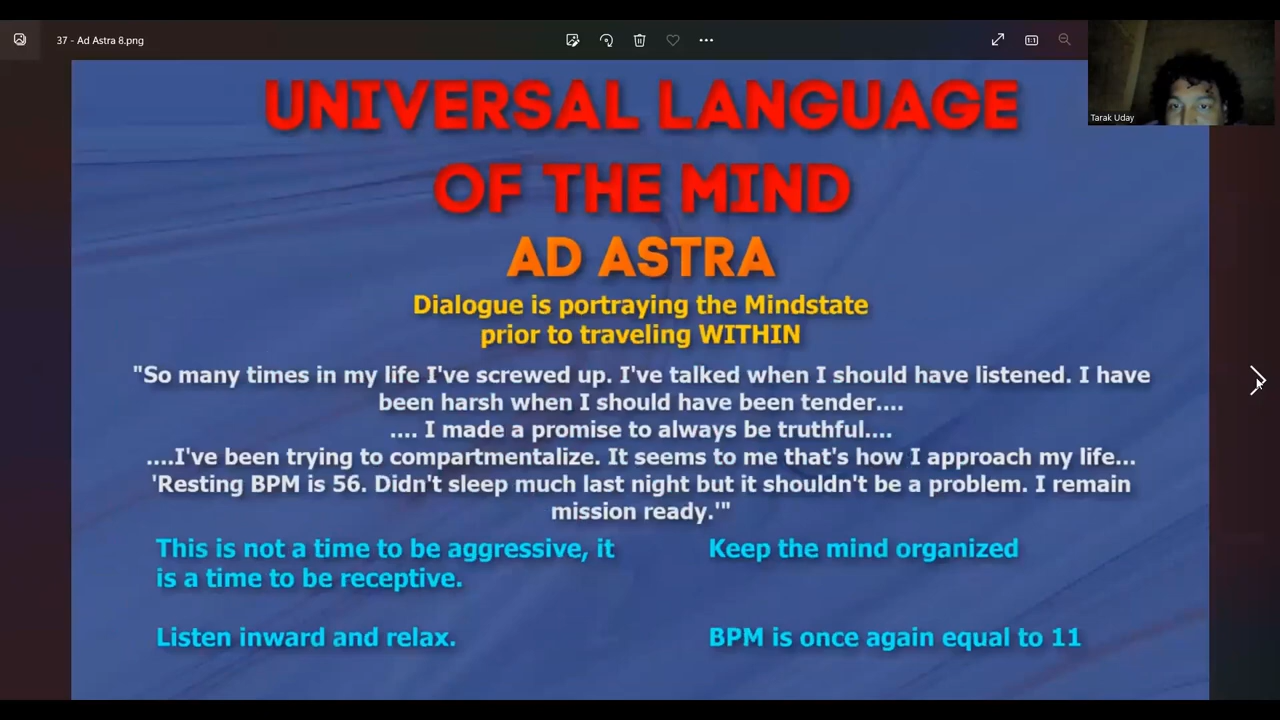 37 - Ad Astra 8.png
Tarak Uday
UNIVERSAL LANGUAGE
OF THE MIND
AD ASTRA
Dialogue is portraying the Mindstate
prior to traveling WITHIN
"So many times in my life I've screwed up. I've talked when I should have listened. I have
been harsh when I should have been tender....
.... I made a promise to always be truthful....
....I've been trying to compartmentalize. It seems to me that's how I approach my life...
'Resting BPM is 56. Didn't sleep much last night but it shouldn't be a problem. I remain
mission ready.'"
This is not a time to be aggressive, it
is a time to be receptive.
Listen inward and relax.
Keep the mind organized
BPM is once again equal to 11